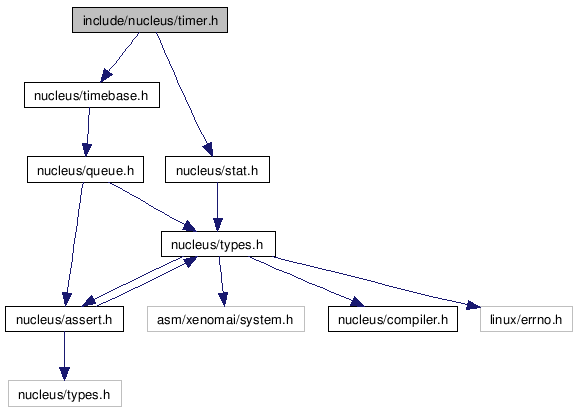 include/nucleus/timer.h
nucleus/timebase.h
nucleus/queue.h
nucleus/stat.h
nucleus/types.h
nucleus/assert.h
asm/xenomai/system.h
nucleus/compiler.h
linux/errno.h
nucleus/types.h